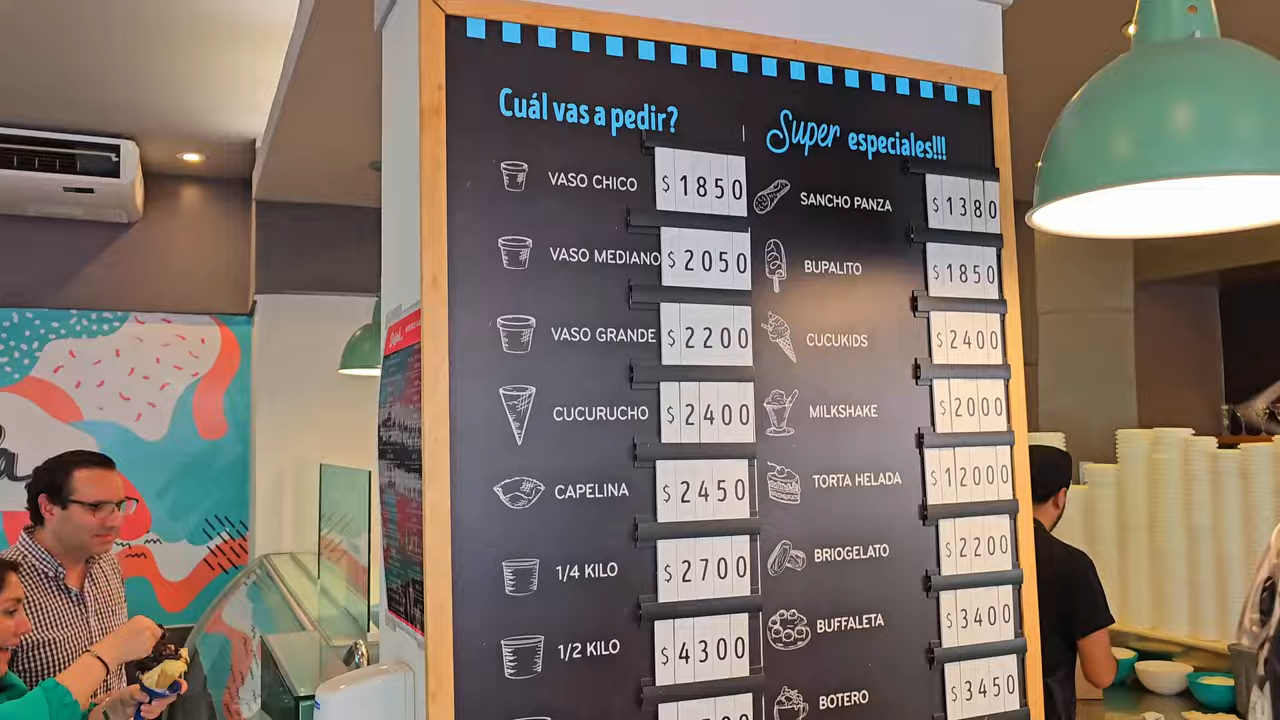 Cuál vas a pedir?
VASO CHICO $1850
VASO MEDIANO $2050
VASO GRANDE $2200
CUCURUCHO $2400
CAPELINA $2450
1/4 KILO $2700
1/2 KILO $4300
Super especiales!!!
SANCHO PANZA $1380
BUPALITO $1850
CUCUKIDS $2400
MILKSHAKE $2000
TORTA HELADA $12000
BRIOGELATO $2200
BUFFALETA $3400
BOTERO $3450